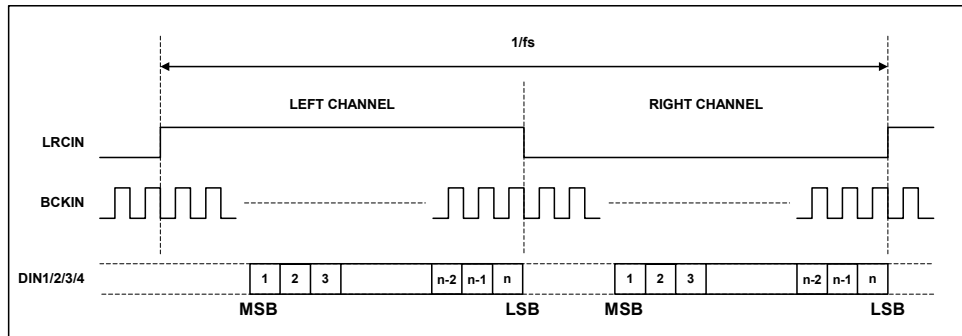 1/fs
LEFT CHANNEL RIGHT CHANNEL
LRCIN
BCKIN
DIN1/2/3/4 1 2 3 n-2 n-1 n 1 2 3 n-2 n-1 n
MSB LSB MSB LSB